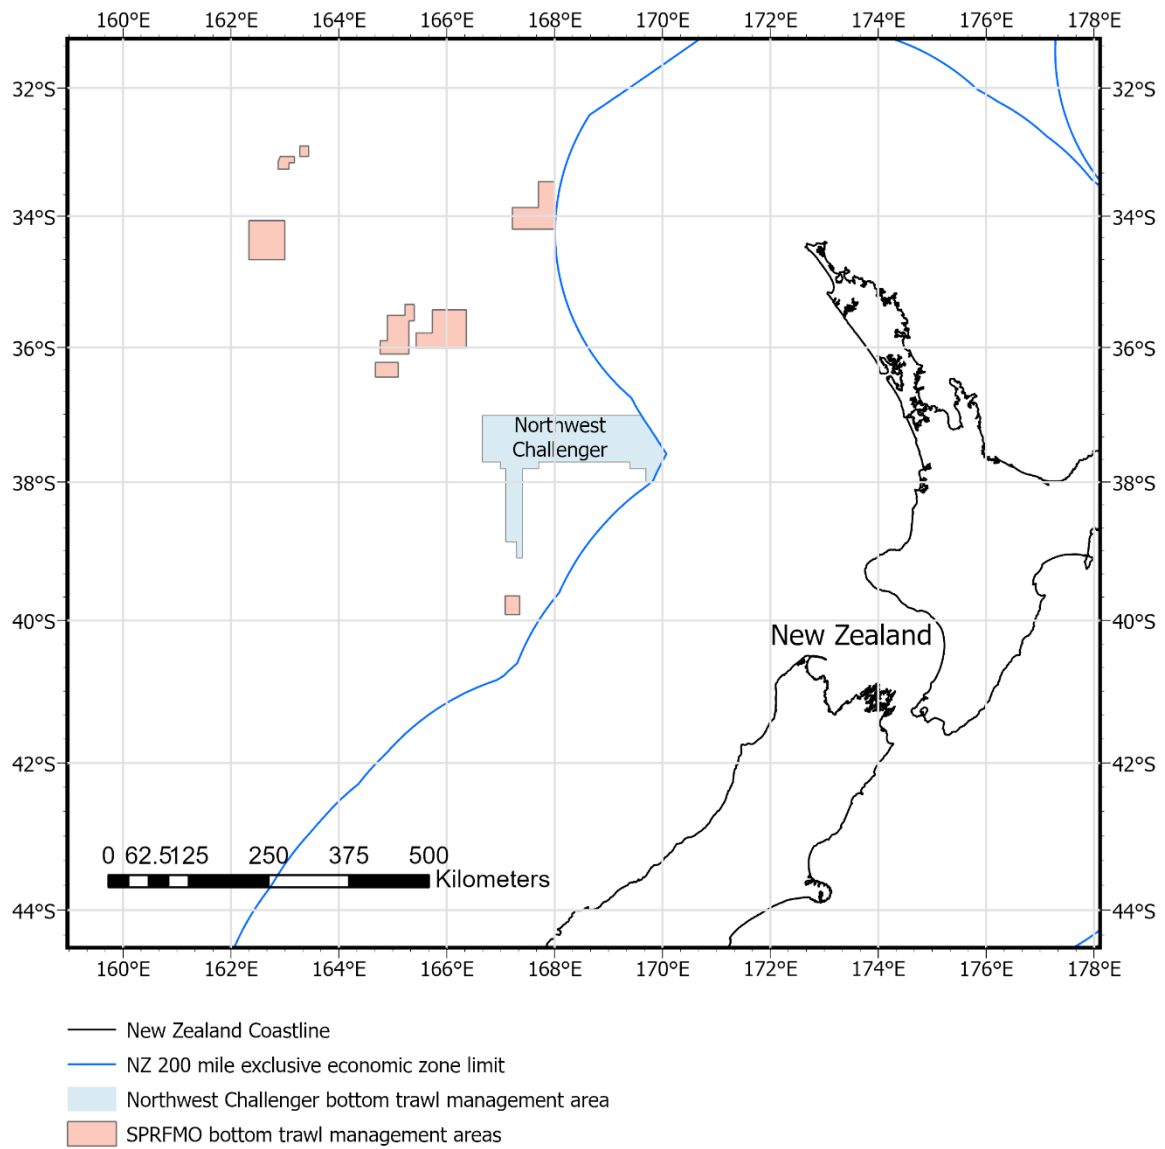 160°E 162°E 164°E 166°E 168°E 170°E 172°E 174°E 176°E 178°E
32°S 32°S
34°S 34°S
36°S 36°S
Northwest
Challenger
38°S 38°S
40°S 40°S
New Zealand
42°S 42°S
0 62.5 125 250 375 500
Kilometers
44°S 44°S
160°E 162°E 164°E 166°E 168°E 170°E 172°E 174°E 176°E 178°E
New Zealand Coastline
NZ 200 mile exclusive economic zone limit
Northwest Challenger bottom trawl management area
SPRFMO bottom trawl management areas